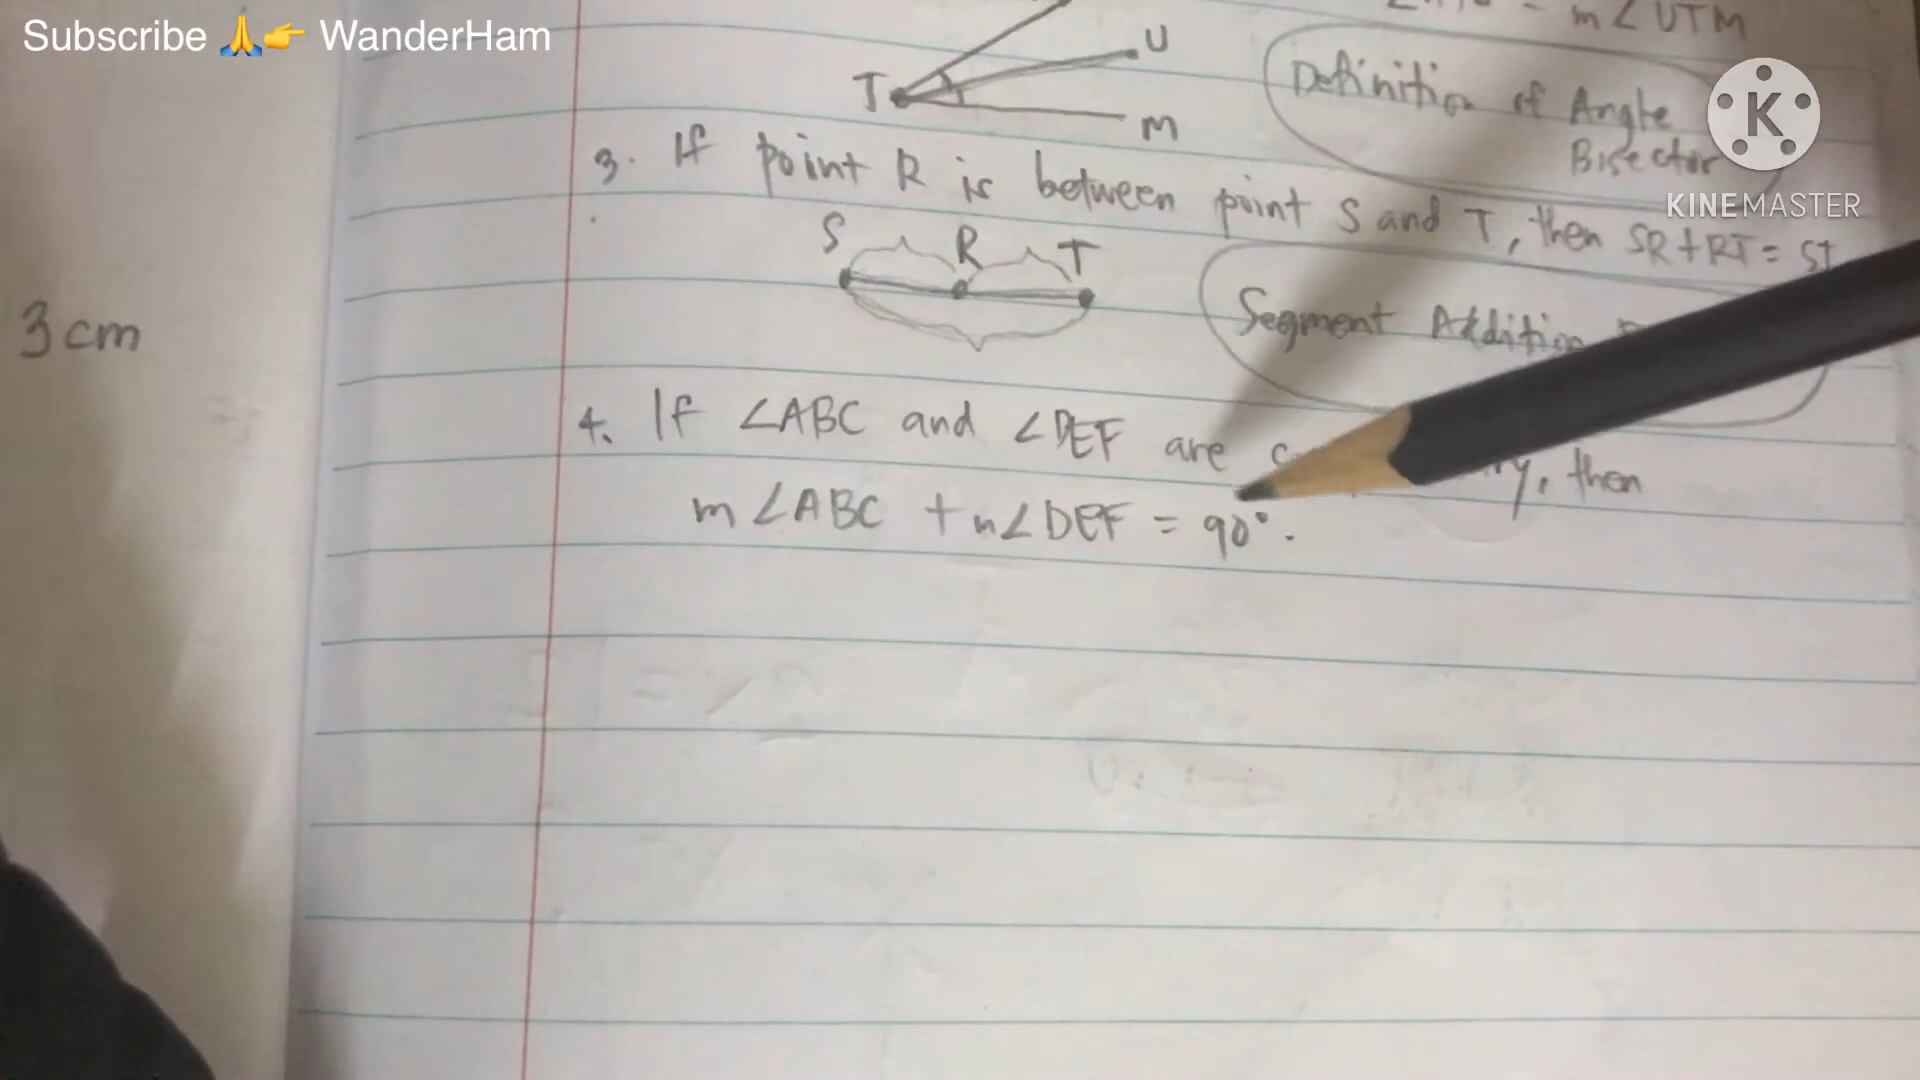 Subscribe 🙏👉 WanderHam
m∠UTM
U
Definition of Angle
Bisector
T
M
K
KINEMASTER
3. If point R is between point S and T, then SR+RT = ST
S R T
Segment Addition
3cm
4. If ∠ABC and ∠DEF are , then
m∠ABC + m∠DEF = 90°.